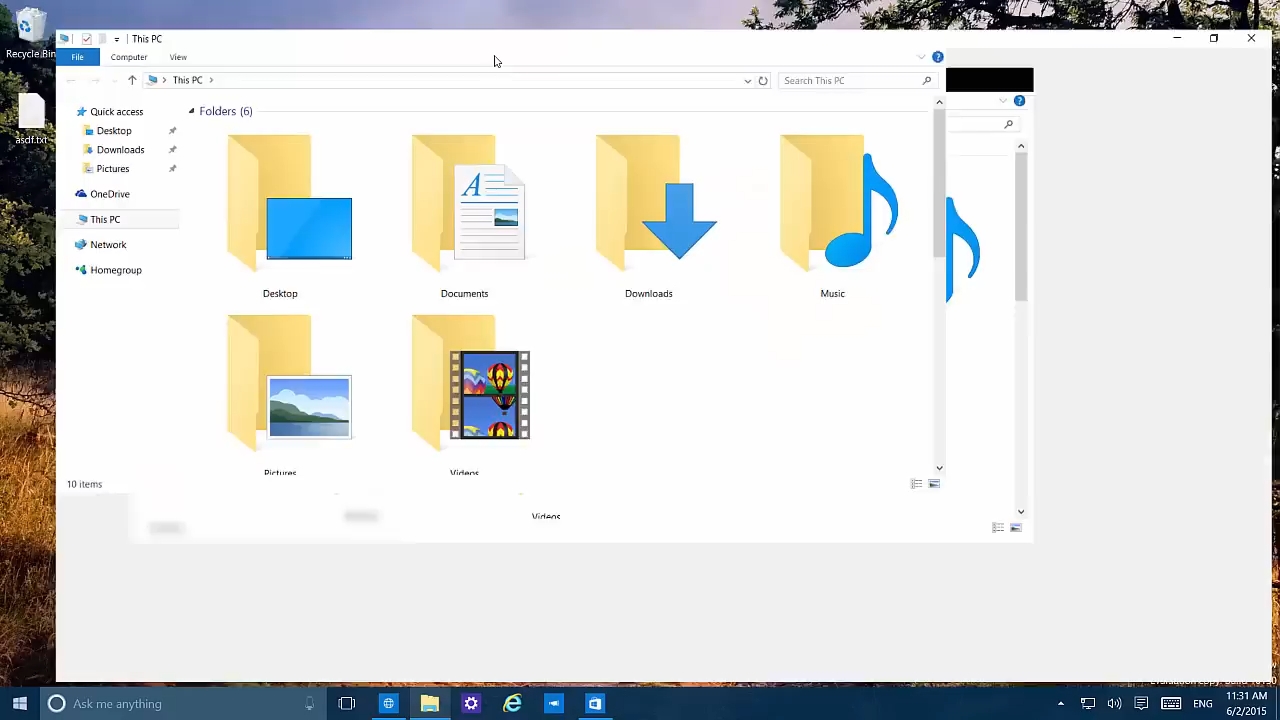 This PC
Recycle Bin
File Computer View
This PC
Search This PC
Quick access
Folders (6)
asdf.txt
Desktop
Downloads
Pictures
OneDrive
This PC
Network
Homegroup
Desktop
Documents
Downloads
Music
Pictures
Videos
10 items
Videos
Ask me anything
ENG
11:31 AM
6/2/2015